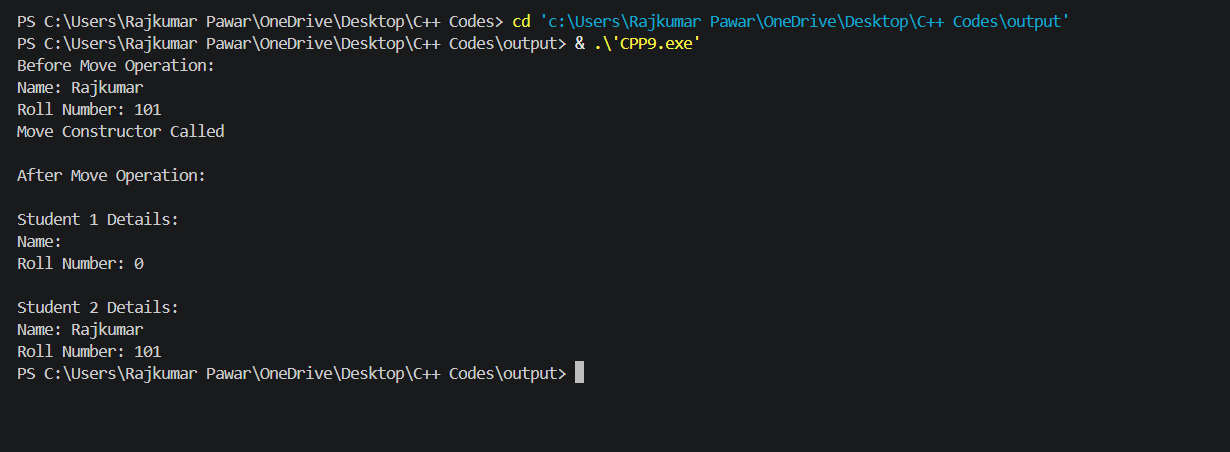 PS C:\Users\Rajkumar Pawar\OneDrive\Desktop\C++ Codes> cd 'c:\Users\Rajkumar Pawar\OneDrive\Desktop\C++ Codes\output'
PS C:\Users\Rajkumar Pawar\OneDrive\Desktop\C++ Codes\output> & .\'CPP9.exe'
Before Move Operation:
Name: Rajkumar
Roll Number: 101
Move Constructor Called
After Move Operation:
Student 1 Details:
Name:
Roll Number: 0
Student 2 Details:
Name: Rajkumar
Roll Number: 101
PS C:\Users\Rajkumar Pawar\OneDrive\Desktop\C++ Codes\output>